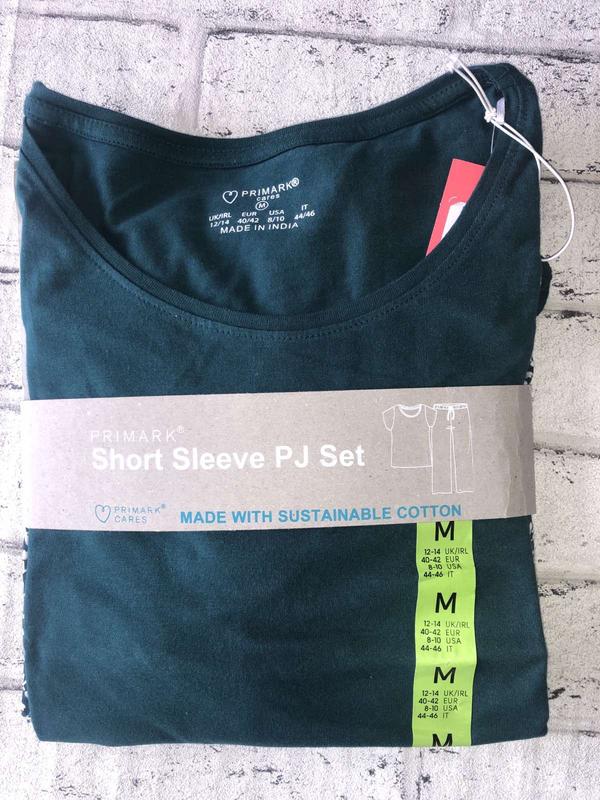 PRIMARK®
cares
M
UK/IRL EUR USA IT
12/14 40/42 8/10 44/46
MADE IN INDIA
PRIMARK®
Short Sleeve PJ Set
PRIMARK®
CARES
MADE WITH SUSTAINABLE COTTON
M
12-14 UK/IRL
40-42 EUR
8-10 USA
44-46 IT
M
12-14 UK/IRL
40-42 EUR
8-10 USA
44-46 IT
M
12-14 UK/IRL
40-42 EUR
8-10 USA
44-46 IT
M